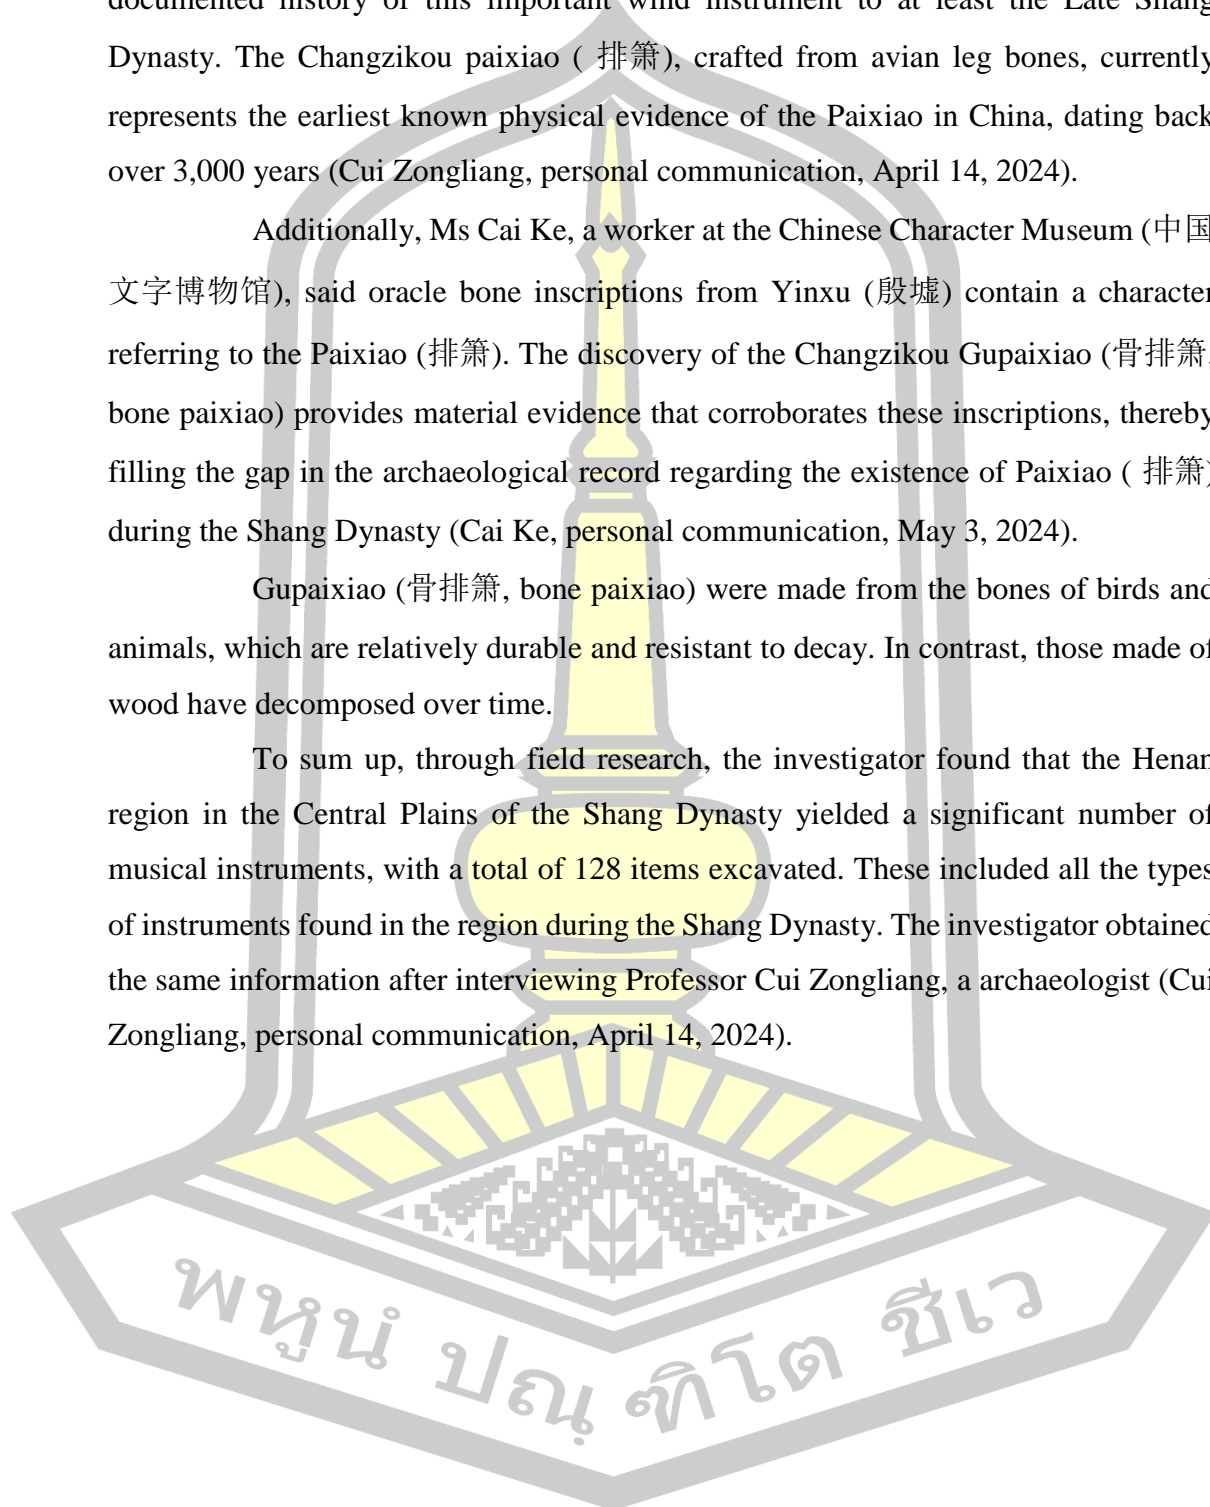 documented history of this important wind instrument to at least the Late Shang
Dynasty. The Changzikou paixiao ( 排箫), crafted from avian leg bones, currently
represents the earliest known physical evidence of the Paixiao in China, dating back
over 3,000 years (Cui Zongliang, personal communication, April 14, 2024).
Additionally, Ms Cai Ke, a worker at the Chinese Character Museum (中国
文字博物馆), said oracle bone inscriptions from Yinxu (殷墟) contain a character
referring to the Paixiao (排箫). The discovery of the Changzikou Gupaixiao (骨排箫,
bone paixiao) provides material evidence that corroborates these inscriptions, thereby
filling the gap in the archaeological record regarding the existence of Paixiao ( 排箫)
during the Shang Dynasty (Cai Ke, personal communication, May 3, 2024).
Gupaixiao (骨排箫, bone paixiao) were made from the bones of birds and
animals, which are relatively durable and resistant to decay. In contrast, those made of
wood have decomposed over time.
To sum up, through field research, the investigator found that the Henan
region in the Central Plains of the Shang Dynasty yielded a significant number of
musical instruments, with a total of 128 items excavated. These included all the types
of instruments found in the region during the Shang Dynasty. The investigator obtained
the same information after interviewing Professor Cui Zongliang, a archaeologist (Cui
Zongliang, personal communication, April 14, 2024).
พหูนํ ปณฺฑิโต ชีเว